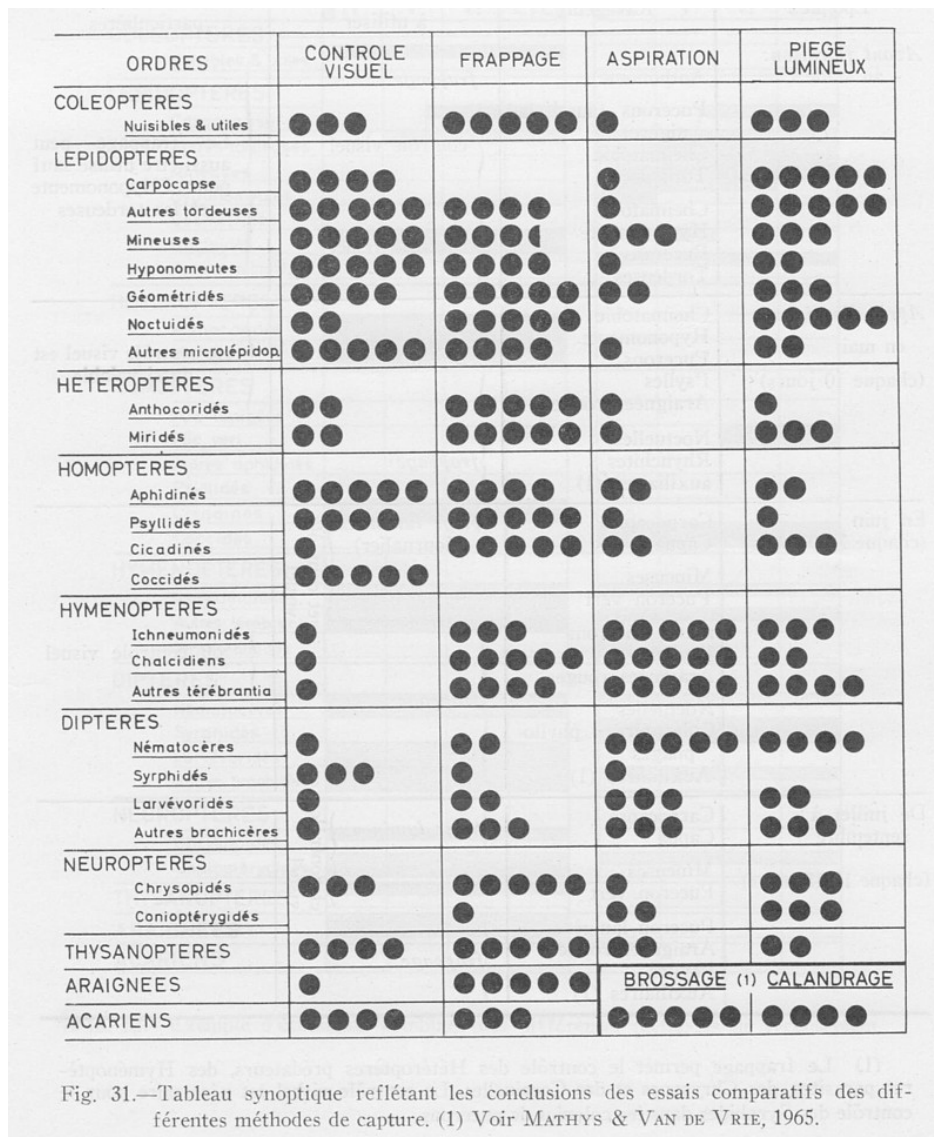 ORDRES CONTROLE VISUEL FRAPPAGE ASPIRATION PIEGE LUMINEUX
COLEOPTERES
Nuisibles & utiles
LEPIDOPTERES
Carpocapse
Autres tordeuses
Mineuses
Hyponomeutes
Géométridés
Noctuidés
Autres microlépidop.
HETEROPTERES
Anthocoridés
Miridés
HOMOPTERES
Aphidinés
Psyllidés
Cicadinés
Coccidés
HYMENOPTERES
Ichneumonidés
Chalcidiens
Autres térébrantia
DIPTERES
Nématocères
Syrphidés
Larvévoridés
Autres brachicères
NEUROPTERES
Chrysopidés
Conioptérygidés
THYSANOPTERES
ARAIGNEES
BROSSAGE (1) CALANDRAGE
ACARIENS
Fig. 31.—Tableau synoptique reflétant les conclusions des essais comparatifs des dif-
férentes méthodes de capture. (1) Voir MATHYS & VAN DE VRIE, 1965.